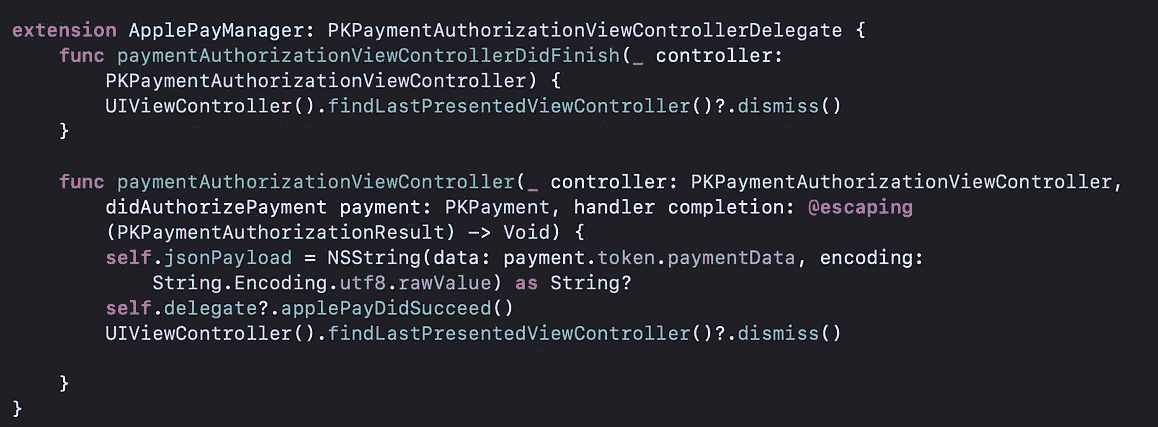 extension ApplePayManager: PKPaymentAuthorizationViewControllerDelegate {
func paymentAuthorizationViewControllerDidFinish(_ controller:
PKPaymentAuthorizationViewController) {
UIViewController().findLastPresentedViewController()?.dismiss()
}
func paymentAuthorizationViewController(_ controller: PKPaymentAuthorizationViewController,
didAuthorizePayment payment: PKPayment, handler completion: @escaping
(PKPaymentAuthorizationResult) -> Void) {
self.jsonPayload = NSString(data: payment.token.paymentData, encoding:
String.Encoding.utf8.rawValue) as String?
self.delegate?.applePayDidSucceed()
UIViewController().findLastPresentedViewController()?.dismiss()
}
}